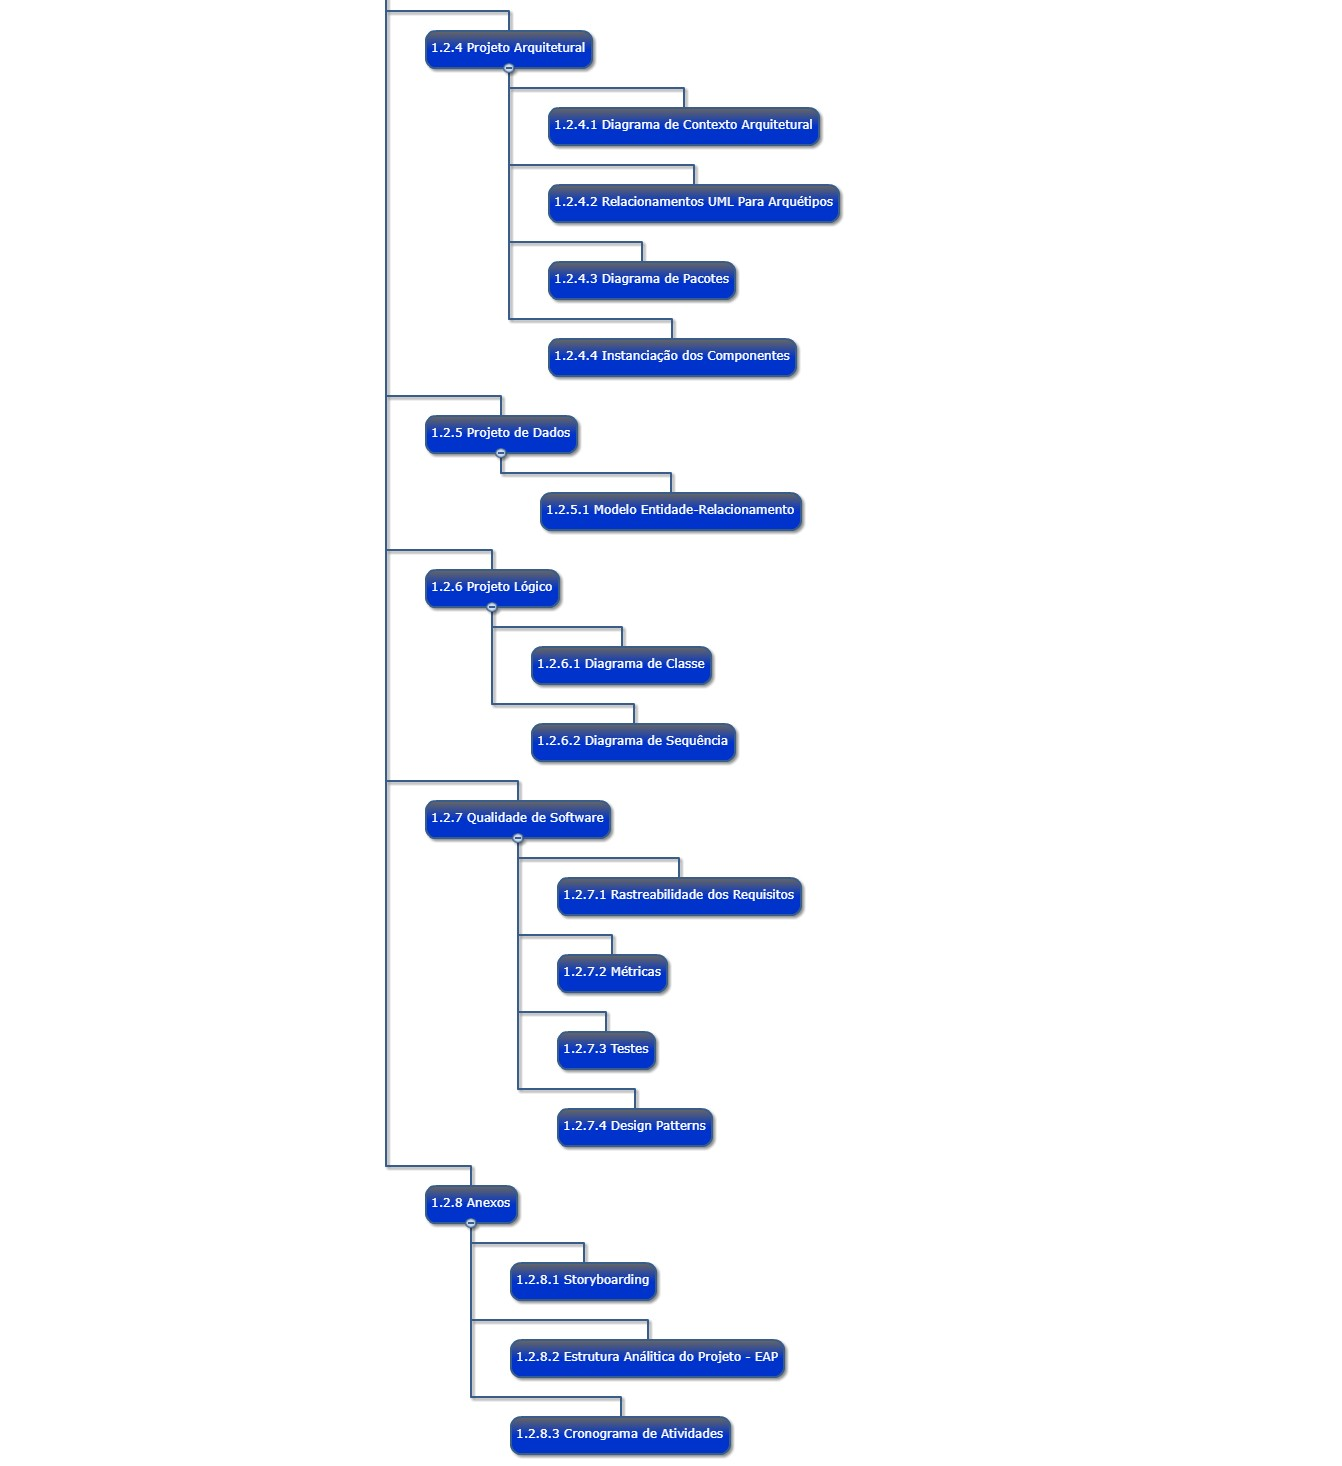 1.2.4 Projeto Arquitetural
1.2.4.1 Diagrama de Contexto Arquitetural
1.2.4.2 Relacionamentos UML Para Arquétipos
1.2.4.3 Diagrama de Pacotes
1.2.4.4 Instanciação dos Componentes
1.2.5 Projeto de Dados
1.2.5.1 Modelo Entidade-Relacionamento
1.2.6 Projeto Lógico
1.2.6.1 Diagrama de Classe
1.2.6.2 Diagrama de Sequência
1.2.7 Qualidade de Software
1.2.7.1 Rastreabilidade dos Requisitos
1.2.7.2 Métricas
1.2.7.3 Testes
1.2.7.4 Design Patterns
1.2.8 Anexos
1.2.8.1 Storyboarding
1.2.8.2 Estrutura Análitica do Projeto - EAP
1.2.8.3 Cronograma de Atividades